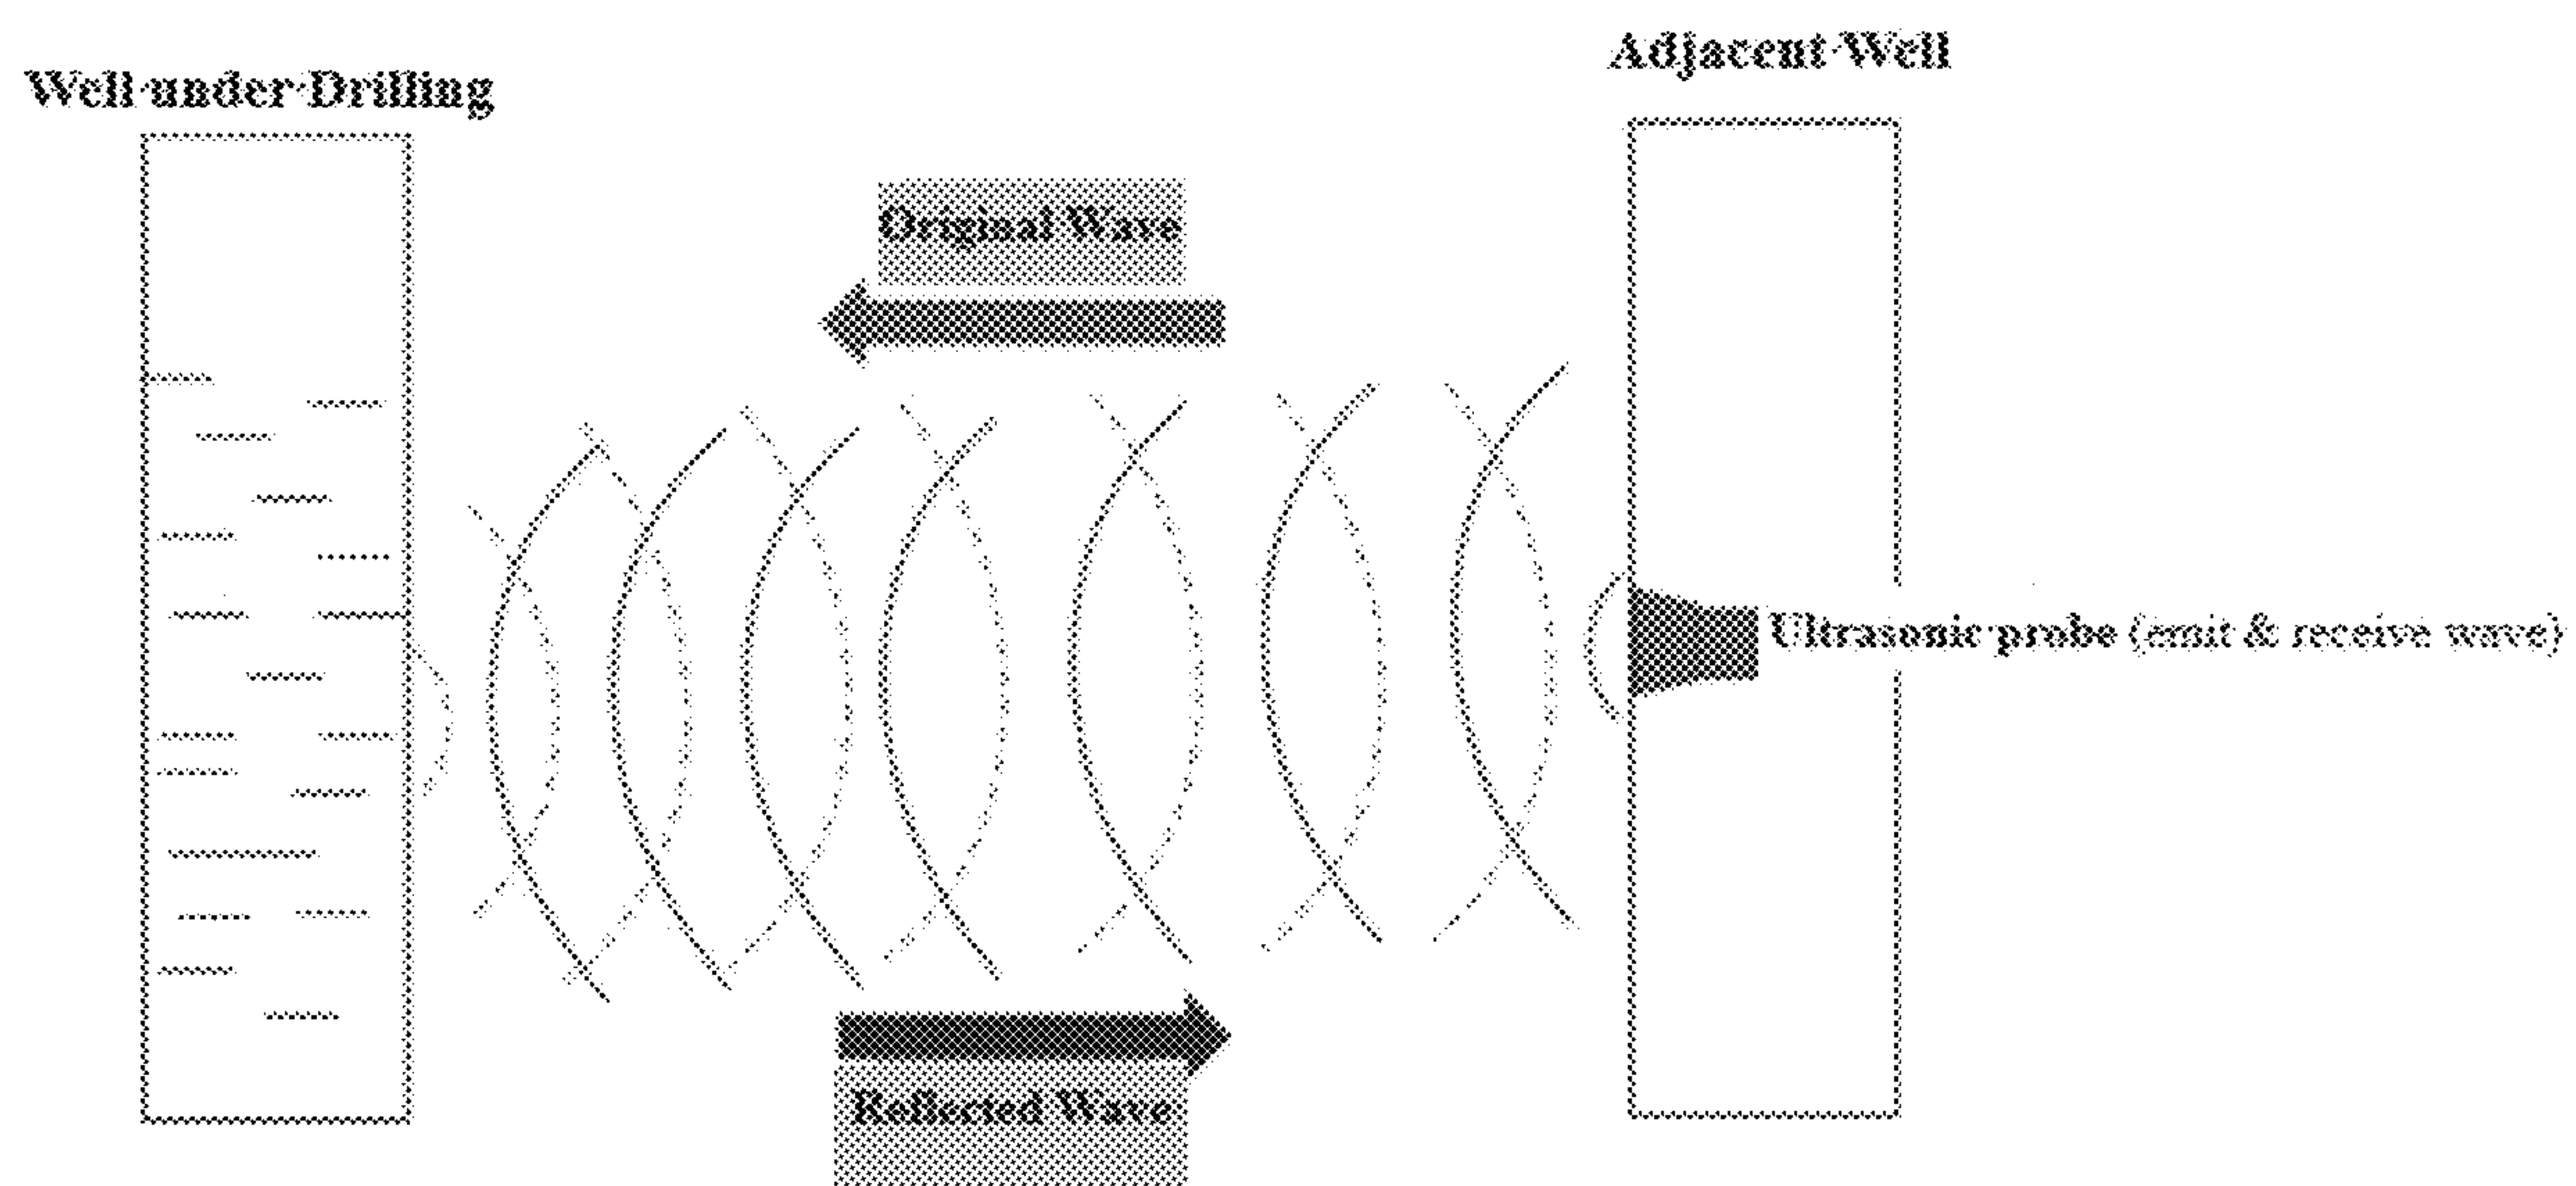 Adjacent Well
Well under Drilling
Original Wave
Ultrasonic probe (emit & receive wave)
Reflected Wave